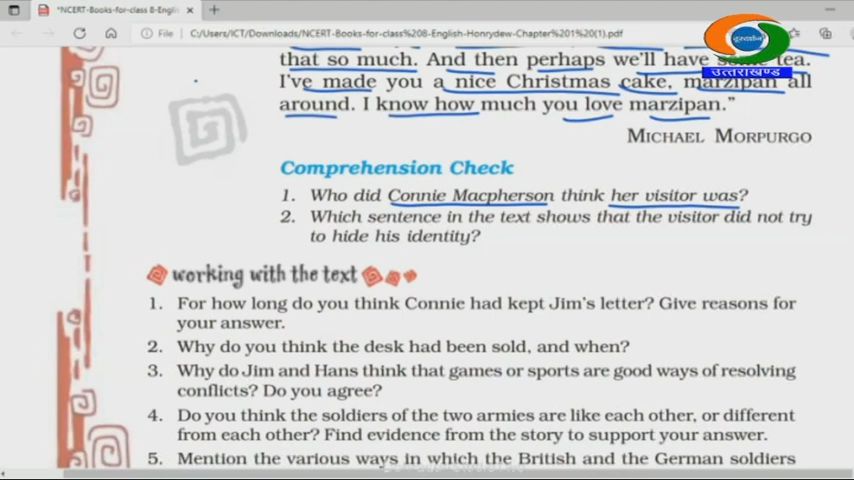 *NCERT-Books-for-class 8-Engli
File
C:/Users/ICT/Downloads/NCERT-Books-for-class%208-English-Honrydew-Chapter%201%20(1).pdf
दूरदर्शन
उत्तराखण्ड
that so much. And then perhaps we'll have some tea.
I've made you a nice Christmas cake, marzipan all
around. I know how much you love marzipan."
MICHAEL MORPURGO
Comprehension Check
1. Who did Connie Macpherson think her visitor was?
2. Which sentence in the text shows that the visitor did not try
to hide his identity?
working with the text
1. For how long do you think Connie had kept Jim's letter? Give reasons for
your answer.
2. Why do you think the desk had been sold, and when?
3. Why do Jim and Hans think that games or sports are good ways of resolving
conflicts? Do you agree?
4. Do you think the soldiers of the two armies are like each other, or different
from each other? Find evidence from the story to support your answer.
5. Mention the various ways in which the British and the German soldiers